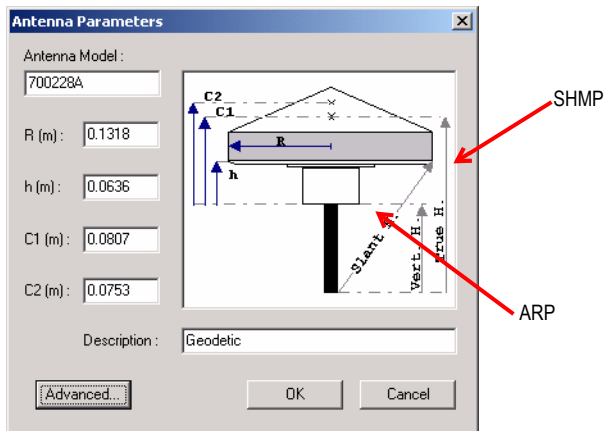 Antenna Parameters
Antenna Model :
700228A
R (m) : 0.1318
h (m) : 0.0636
C1 (m) : 0.0807
C2 (m) : 0.0753
C2
C1
R
h
Slant H.
Vert. H.
True H.
SHMP
ARP
Description : Geodetic
Advanced... OK Cancel